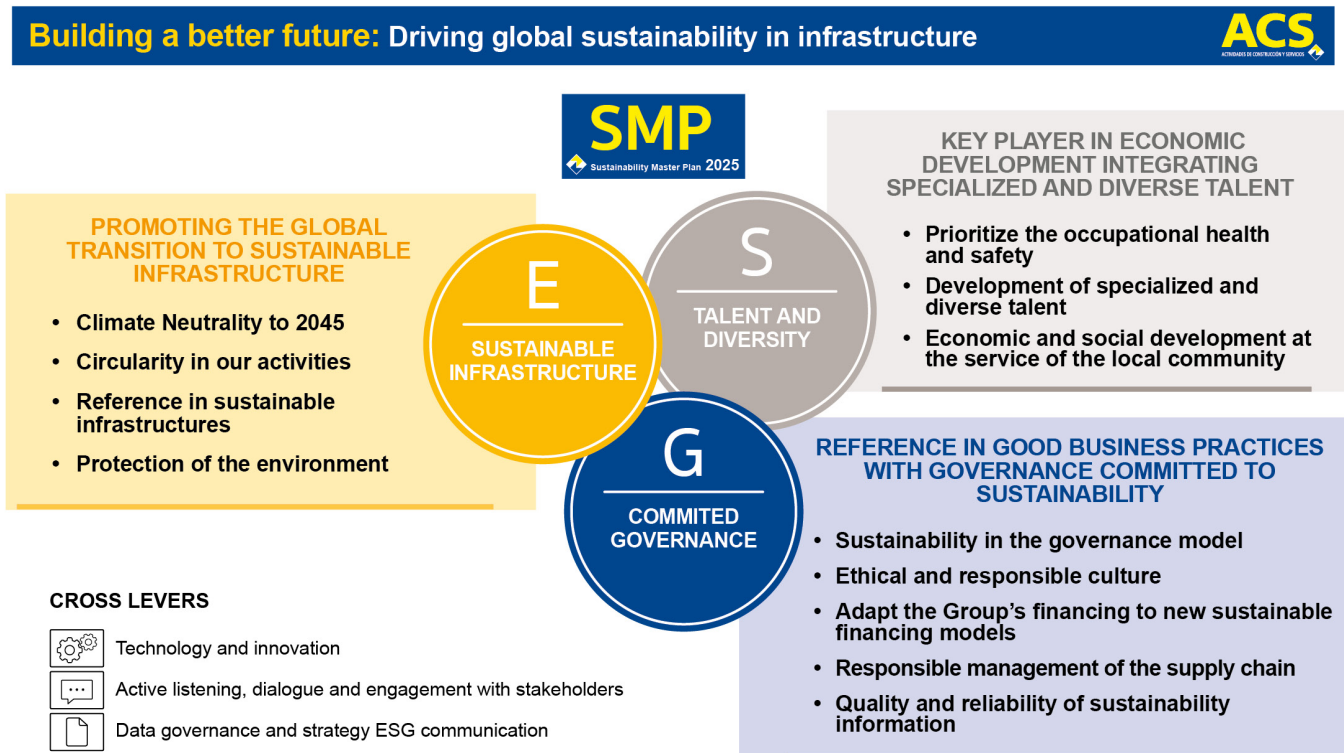 Building a better future: Driving global sustainability in infrastructure
ACS
ACTIVIDADES DE CONSTRUCCIÓN Y SERVICIOS
SMP
Sustainability Master Plan 2025
PROMOTING THE GLOBAL
TRANSITION TO SUSTAINABLE
INFRASTRUCTURE
• Climate Neutrality to 2045
• Circularity in our activities
• Reference in sustainable
infrastructures
• Protection of the environment
E
SUSTAINABLE
INFRASTRUCTURE
S
TALENT AND
DIVERSITY
G
COMMITED
GOVERNANCE
KEY PLAYER IN ECONOMIC
DEVELOPMENT INTEGRATING
SPECIALIZED AND DIVERSE TALENT
• Prioritize the occupational health
and safety
• Development of specialized and
diverse talent
• Economic and social development at
the service of the local community
REFERENCE IN GOOD BUSINESS PRACTICES
WITH GOVERNANCE COMMITTED TO
SUSTAINABILITY
• Sustainability in the governance model
• Ethical and responsible culture
• Adapt the Group’s financing to new sustainable
financing models
• Responsible management of the supply chain
• Quality and reliability of sustainability
information
CROSS LEVERS
Technology and innovation
Active listening, dialogue and engagement with stakeholders
Data governance and strategy ESG communication